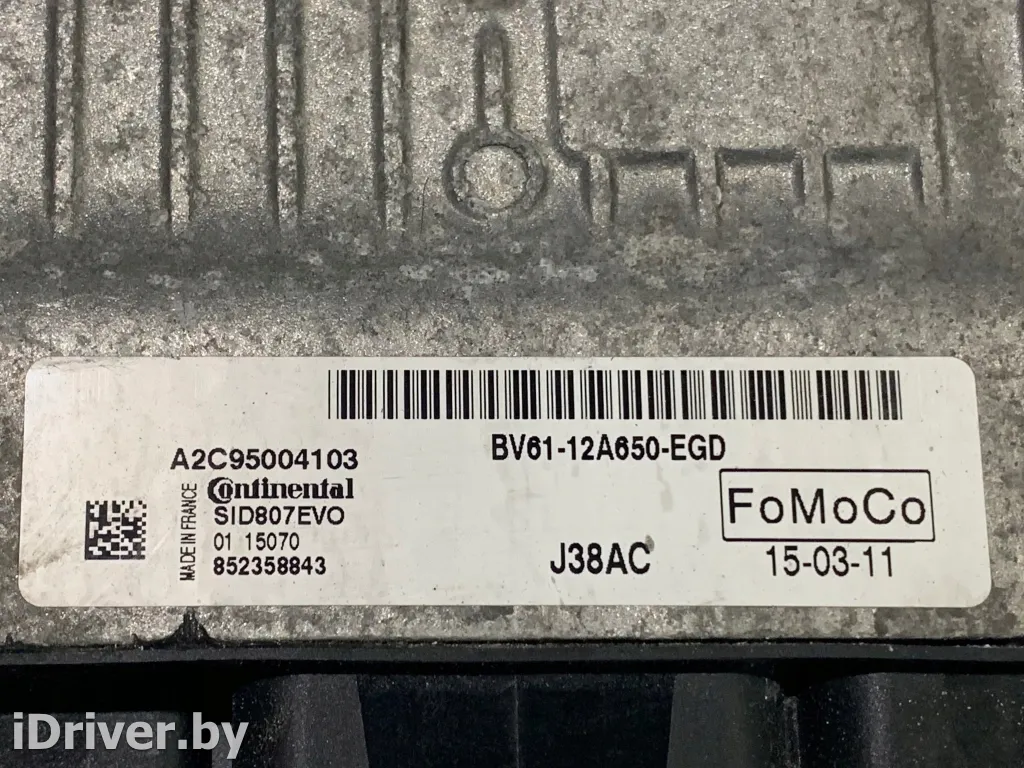 BV61-12A650-EGD
A2C95004103
MADE IN FRANCE
Continental
SID807EVO
01 15070
852358843
J38AC
FoMoCo
15-03-11
iDriver.by